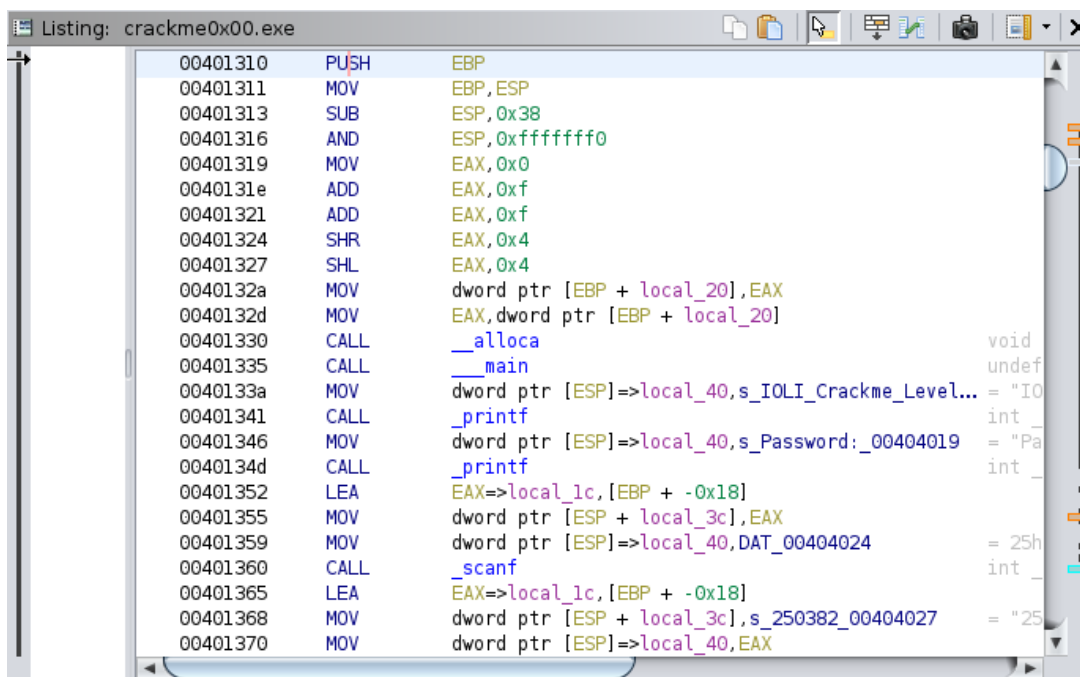 Listing: crackme0x00.exe
00401310 PUSH EBP
00401311 MOV EBP,ESP
00401313 SUB ESP,0x38
00401316 AND ESP,0xfffffff0
00401319 MOV EAX,0x0
0040131e ADD EAX,0xf
00401321 ADD EAX,0xf
00401324 SHR EAX,0x4
00401327 SHL EAX,0x4
0040132a MOV dword ptr [EBP + local_20],EAX
0040132d MOV EAX,dword ptr [EBP + local_20]
00401330 CALL __alloca void
00401335 CALL ___main undef
0040133a MOV dword ptr [ESP]=>local_40,s_IOLI_Crackme_Level... = "IO
00401341 CALL _printf int _
00401346 MOV dword ptr [ESP]=>local_40,s_Password:_00404019 = "Pa
0040134d CALL _printf int _
00401352 LEA EAX=>local_1c,[EBP + -0x18]
00401355 MOV dword ptr [ESP + local_3c],EAX
00401359 MOV dword ptr [ESP]=>local_40,DAT_00404024 = 25h
00401360 CALL _scanf int _
00401365 LEA EAX=>local_1c,[EBP + -0x18]
00401368 MOV dword ptr [ESP + local_3c],s_250382_00404027 = "25
00401370 MOV dword ptr [ESP]=>local_40,EAX